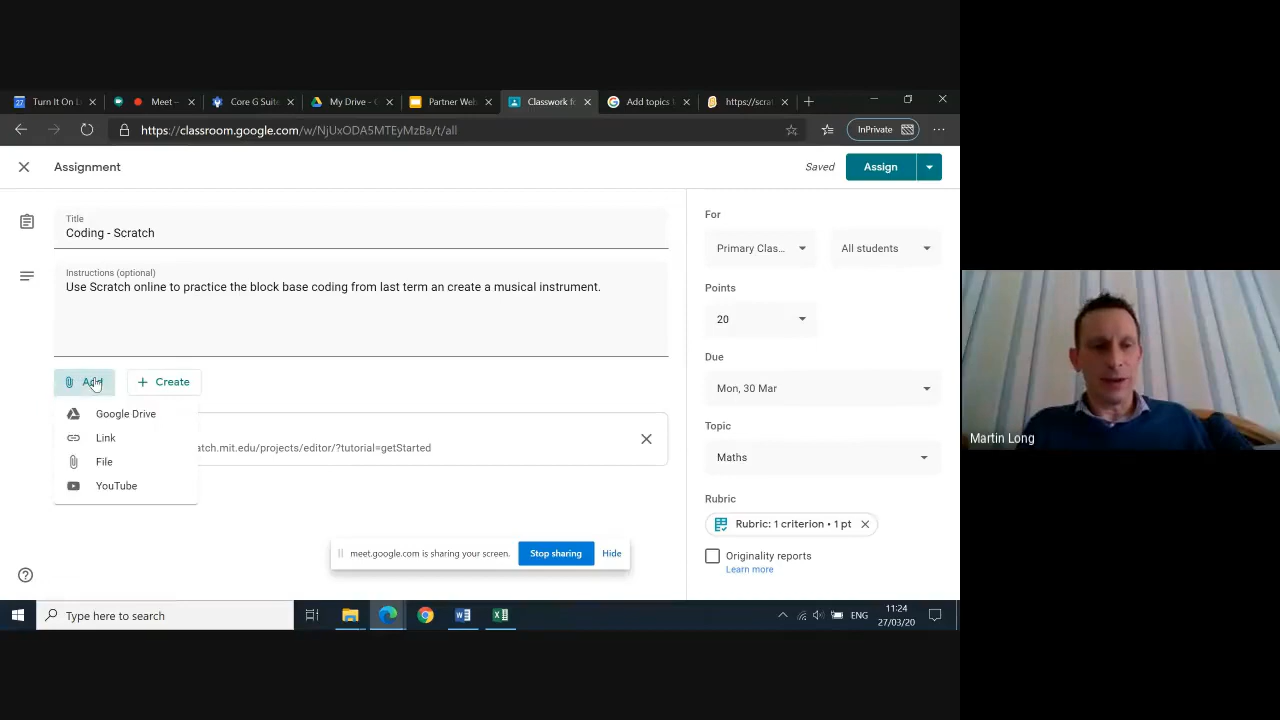 Turn It On L
Meet –
Core G Suite
My Drive - G
Partner Web
Classwork fo
Add topics t
https://scra
https://classroom.google.com/w/NjUxODA5MTEyMzBa/t/all
InPrivate
Assignment
Saved
Assign
Title
Coding - Scratch
Instructions (optional)
Use Scratch online to practice the block base coding from last term an create a musical instrument.
Add
Create
Google Drive
Link
File
YouTube
atch.mit.edu/projects/editor/?tutorial=getStarted
For
Primary Clas...
All students
Points
20
Due
Mon, 30 Mar
Topic
Maths
Rubric
Rubric: 1 criterion • 1 pt
Originality reports
Learn more
meet.google.com is sharing your screen.
Stop sharing
Hide
Type here to search
ENG
11:24
27/03/20
Martin Long